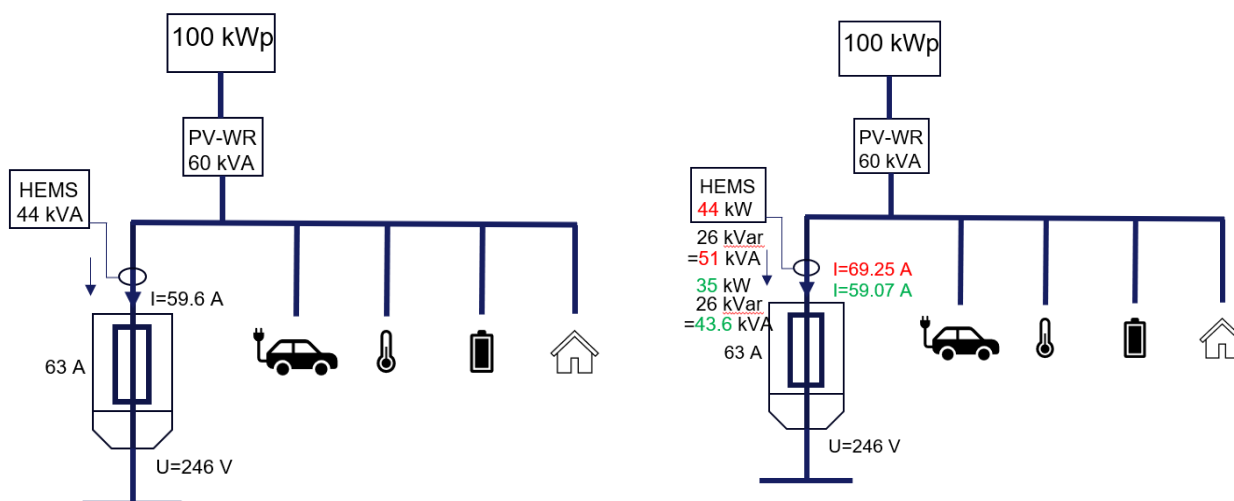 100 kWp
PV-WR
60 kVA
HEMS
44 kVA
I=59.6 A
63 A
U=246 V
100 kWp
PV-WR
60 kVA
HEMS
44 kW
26 kVar
=51 kVA
I=69.25 A
35 kW
I=59.07 A
26 kVar
=43.6 kVA
63 A
U=246 V